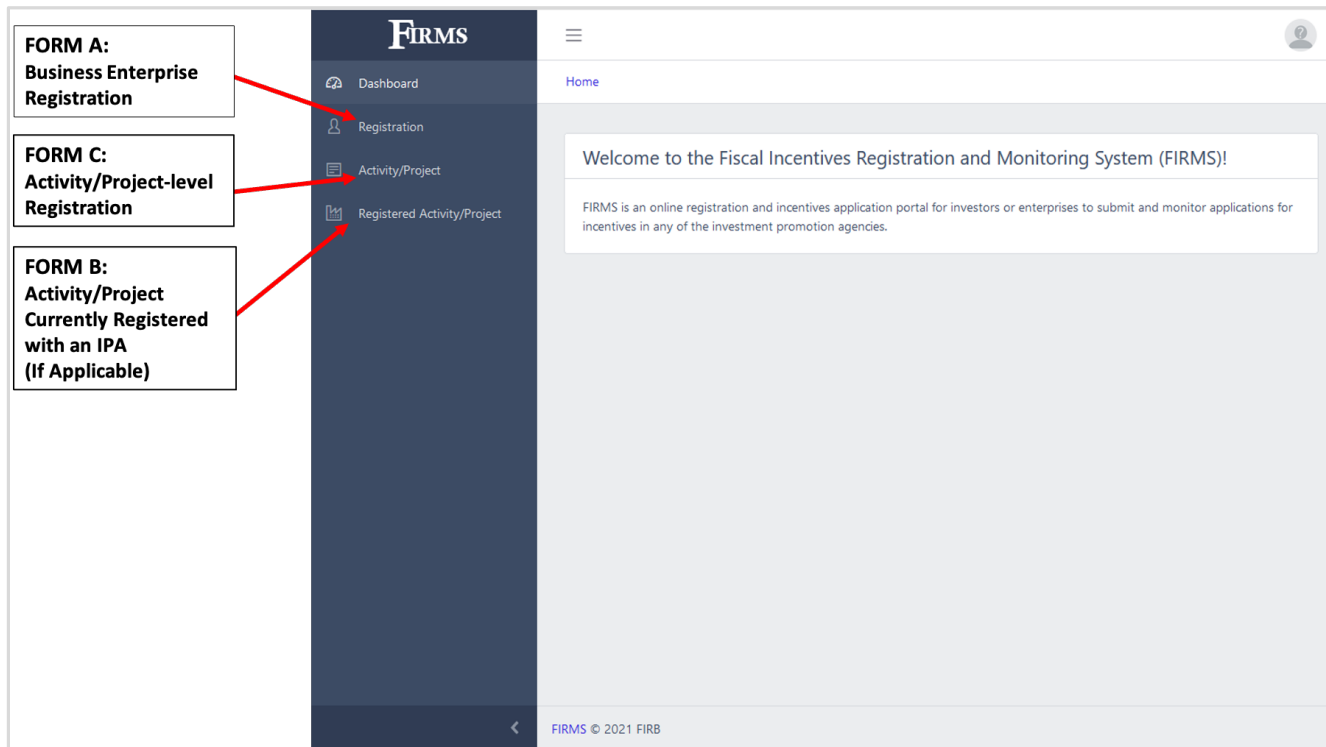 FORM A:
Business Enterprise
Registration
FORM C:
Activity/Project-level
Registration
FORM B:
Activity/Project
Currently Registered
with an IPA
(If Applicable)
FIRMS
Dashboard
Registration
Activity/Project
Registered Activity/Project
Home
Welcome to the Fiscal Incentives Registration and Monitoring System (FIRMS)!
FIRMS is an online registration and incentives application portal for investors or enterprises to submit and monitor applications for
incentives in any of the investment promotion agencies.
FIRMS © 2021 FIRB